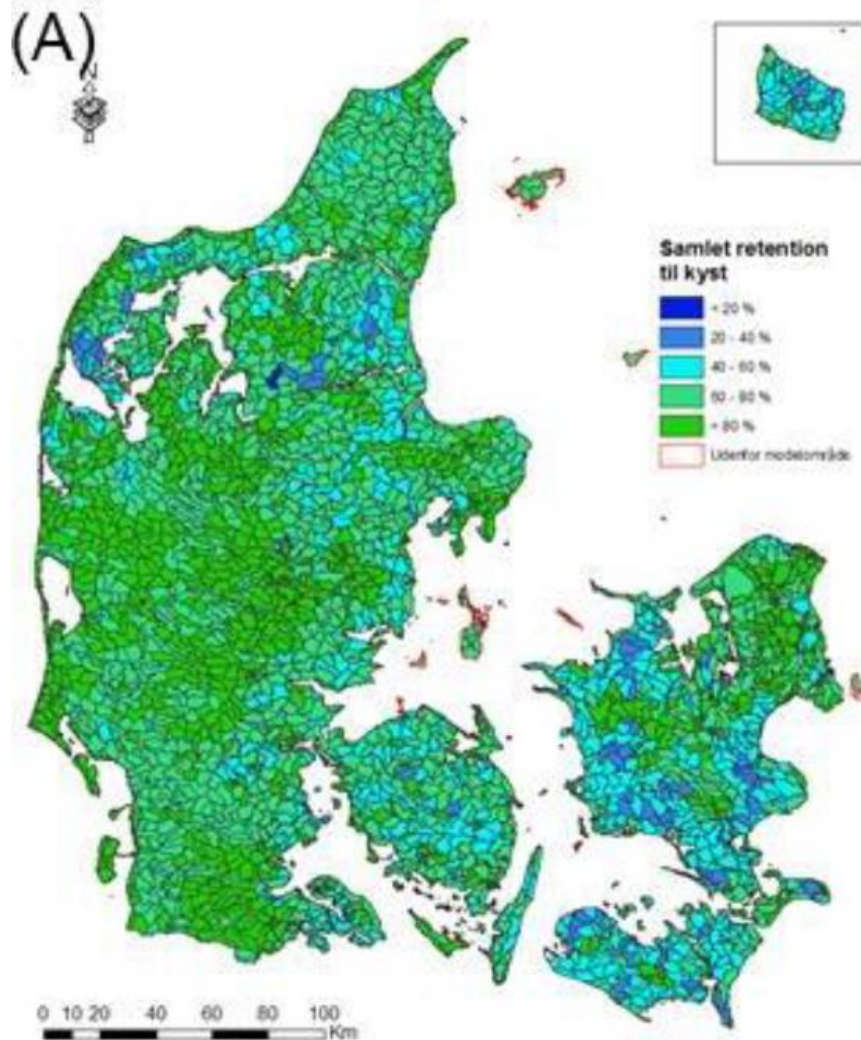 (A)
N
Samlet retention
til kyst
< 20 %
20 - 40 %
40 - 60 %
60 - 80 %
> 80 %
Udenfor modelområde
0 10 20 40 60 80 100
Km